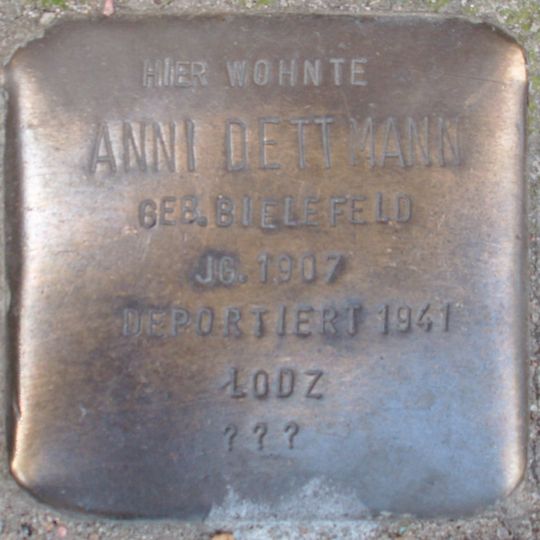 HIER WOHNTE
ANNI DETTMANN
GEB. BIELEFELD
JG. 1907
DEPORTIERT 1941
LODZ
???